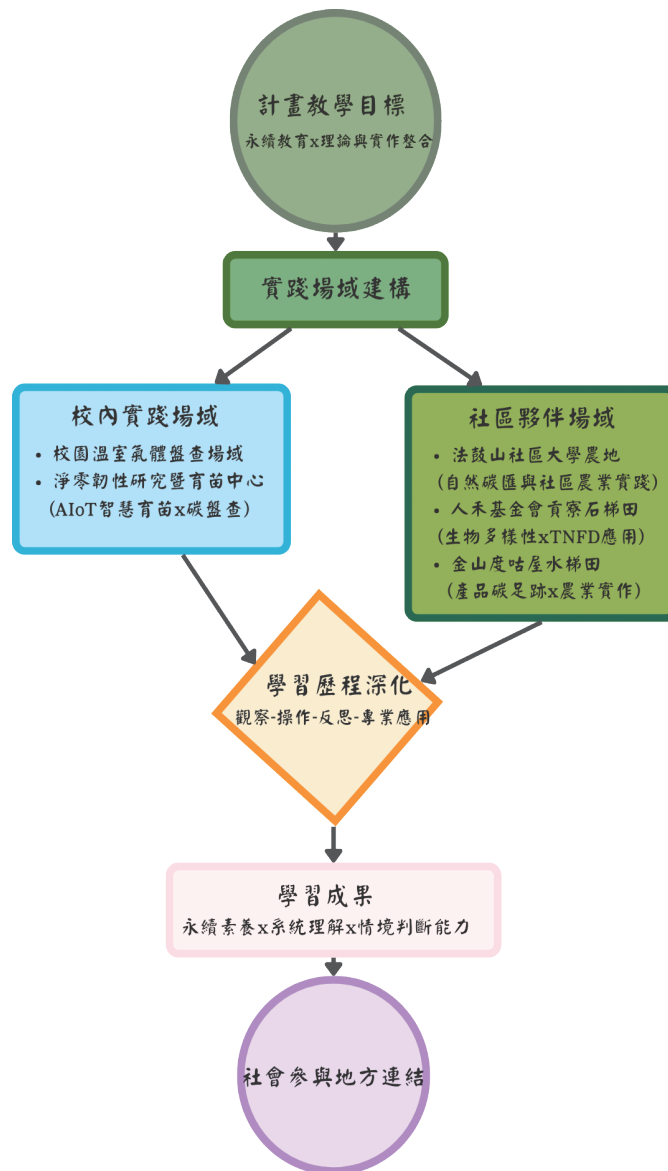 計畫教學目標
永續教育x理論與實作整合
實踐場域建構
校內實踐場域
• 校園溫室氣體盤查場域
• 淨零韌性研究暨育苗中心
(AIoT智慧育苗x碳盤查)
社區夥伴場域
• 法鼓山社區大學農地
(自然碳匯與社區農業實踐)
• 人禾基金會貢寮石梯田
(生物多樣性xTNFD應用)
• 金山度咕屋水梯田
(產品碳足跡x農業實作)
學習歷程深化
觀察-操作-反思-專業應用
學習成果
永續素養x系統理解x情境判斷能力
社會參與地方連結